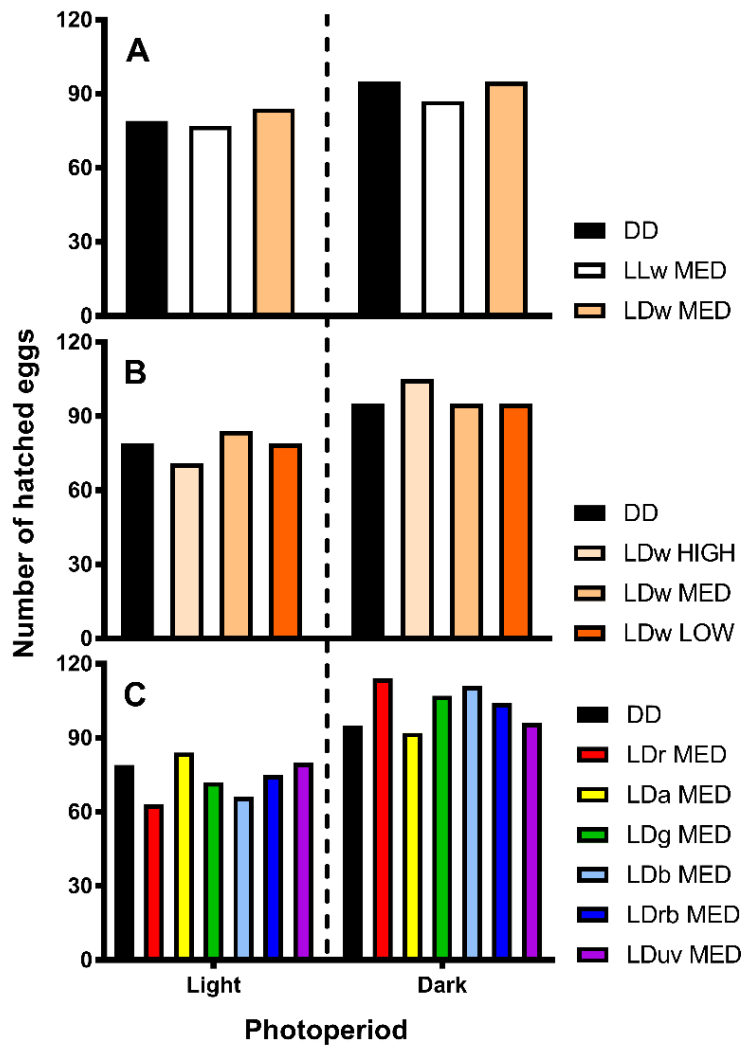 Number of hatched eggs
A
120
90
60
30
0
DD
LLw MED
LDw MED
B
120
90
60
30
0
DD
LDw HIGH
LDw MED
LDw LOW
C
120
90
60
30
0
DD
LDr MED
LDa MED
LDg MED
LDb MED
LDrb MED
LDuv MED
Light Dark
Photoperiod